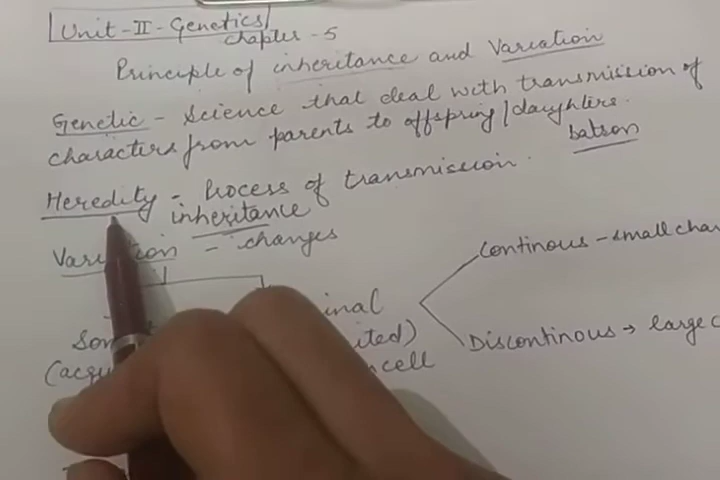 Unit-II-Genetics
Chapter-5
Principle of inheritance and Variation
Genetic - Science that deal with transmission of
characters from parents to offspring/daughters.
batson
Heredity - Process of transmission.
inheritance
Variation - changes
Continous - small
Discontinous → large